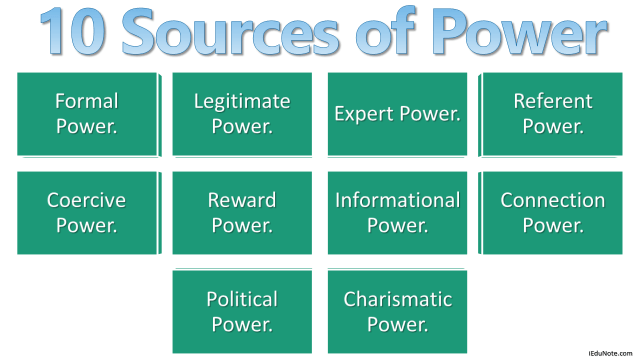 10 Sources of Power
Formal
Power.
Legitimate
Power.
Expert Power.
Referent
Power.
Coercive
Power.
Reward
Power.
Informational
Power.
Connection
Power.
Political
Power.
Charismatic
Power.
iEduNote.com